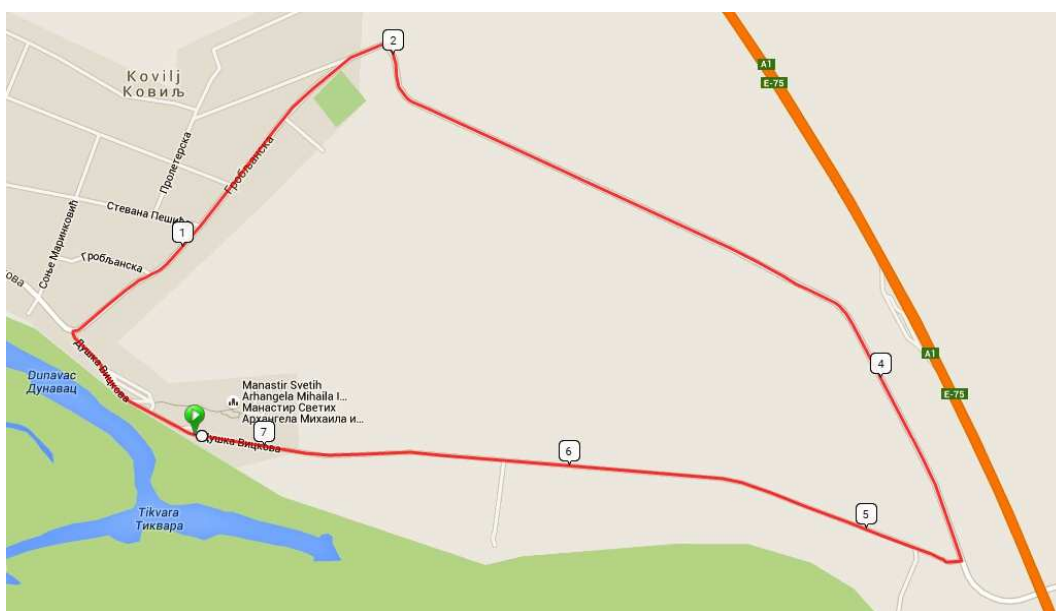 2
A1
E-75
Kovilj
Ковиљ
Пролетерска
Гробљанска
Стевана Пешић
1
Соње Маринковић
Гробљанска
ова
Душка Вицкова
4
A1
E-75
Dunavac
Дунавац
Manastir Svetih
Arhangela Mihaila I...
Манастир Светих
Архангела Михаила и...
7
Душка Вицкова
6
5
Tikvara
Тиквара